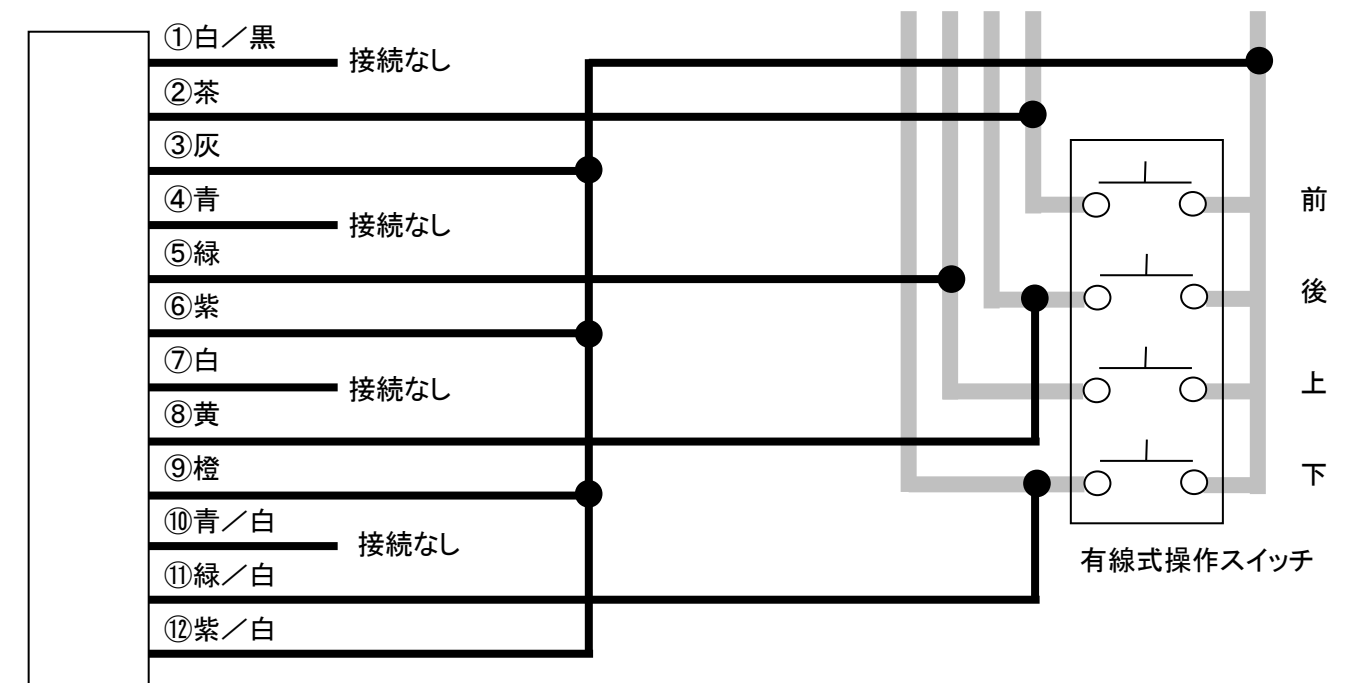 ①白／黒
接続なし
②茶
③灰
④青
接続なし
⑤緑
⑥紫
⑦白
接続なし
⑧黄
⑨橙
⑩青／白
接続なし
⑪緑／白
⑫紫／白
前
後
上
下
有線式操作スイッチ